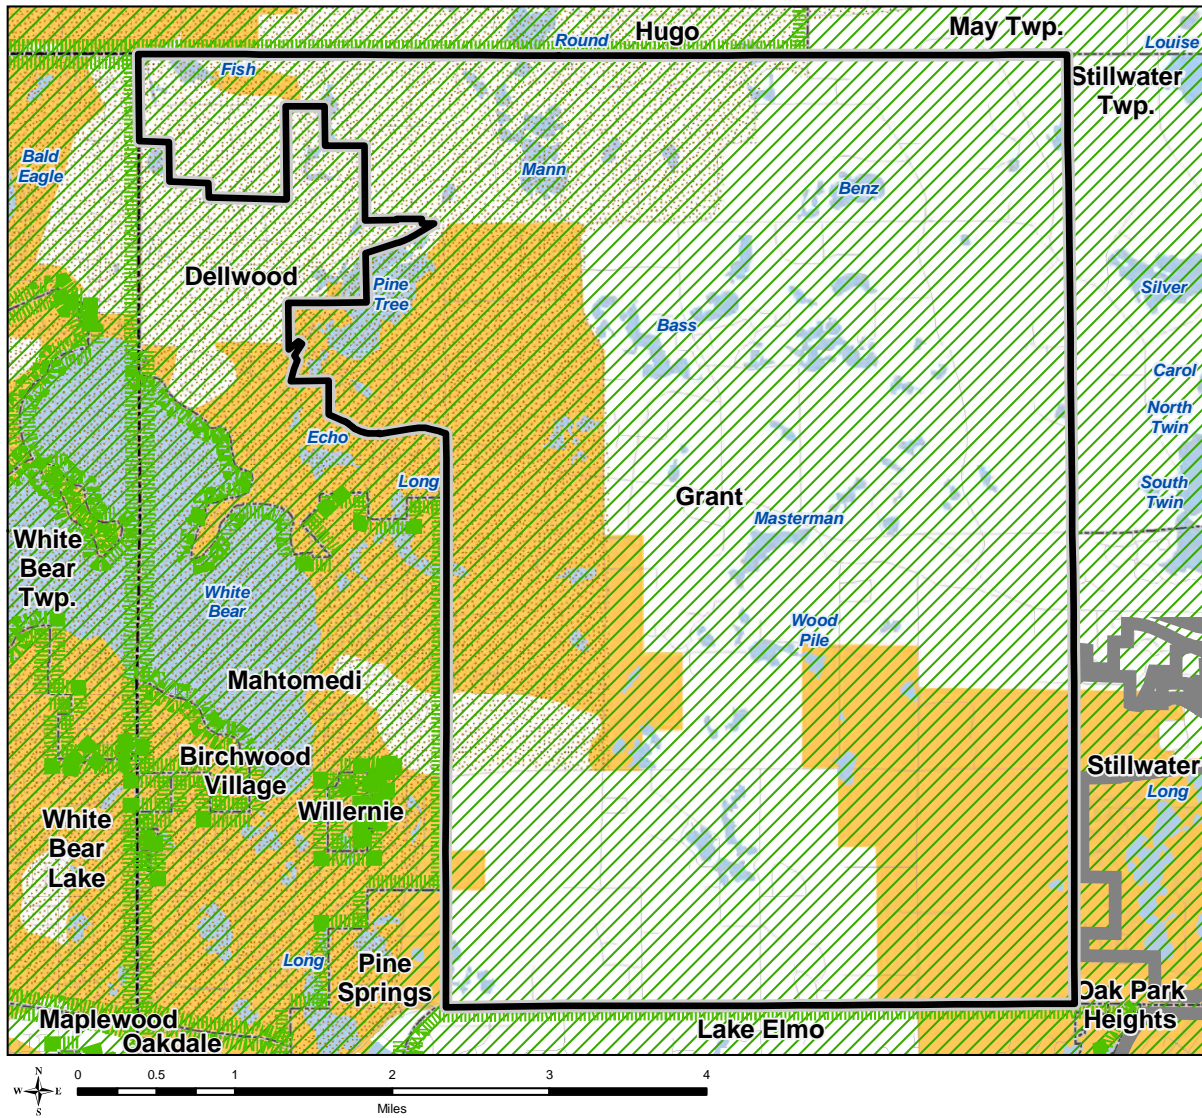 Hugo
May Twp.
Round
Louise
Fish
Stillwater
Twp.
Bald
Eagle
Mann
Benz
Dellwood
Pine
Tree
Silver
Bass
Carol
North
Twin
Echo
Long
South
Twin
Grant
Masterman
White
Bear
Twp.
White
Bear
Wood
Pile
Mahtomedi
Birchwood
Village
Stillwater
Long
Willernie
White
Bear
Lake
Long
Pine
Springs
Oak Park
Heights
Maplewood
Oakdale
Lake Elmo
N
W E
S
0 0.5 1 2 3 4
Miles